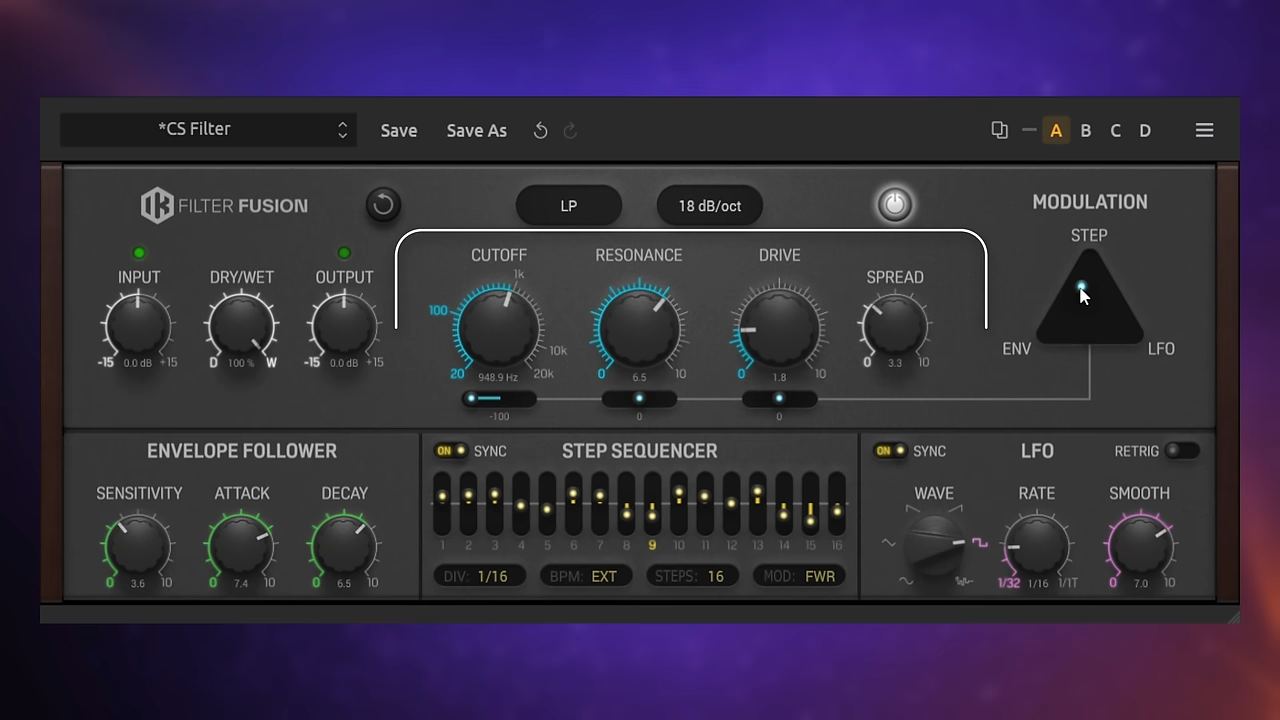 *CS Filter Save Save As A B C D
FILTER FUSION LP 18 dB/oct MODULATION
STEP
CUTOFF RESONANCE DRIVE
INPUT DRY/WET OUTPUT SPREAD
1k
100
ENV LFO
10k
-15 0.0 dB +15 D 100 % W -15 0.0 dB +15 0 3.3 10
20 948.9 Hz 20k 0 6.5 10 0 1.8 10
-100 0 0
ENVELOPE FOLLOWER ON SYNC STEP SEQUENCER ON SYNC LFO RETRIG
SENSITIVITY ATTACK DECAY WAVE RATE SMOOTH
1 2 3 4 5 6 7 8 9 10 11 12 13 14 15 16
0 3.6 10 0 7.4 10 0 6.5 10 DIV: 1/16 BPM: EXT STEPS: 16 MOD: FWR 1/32 1/16 1/1T 0 7.0 10